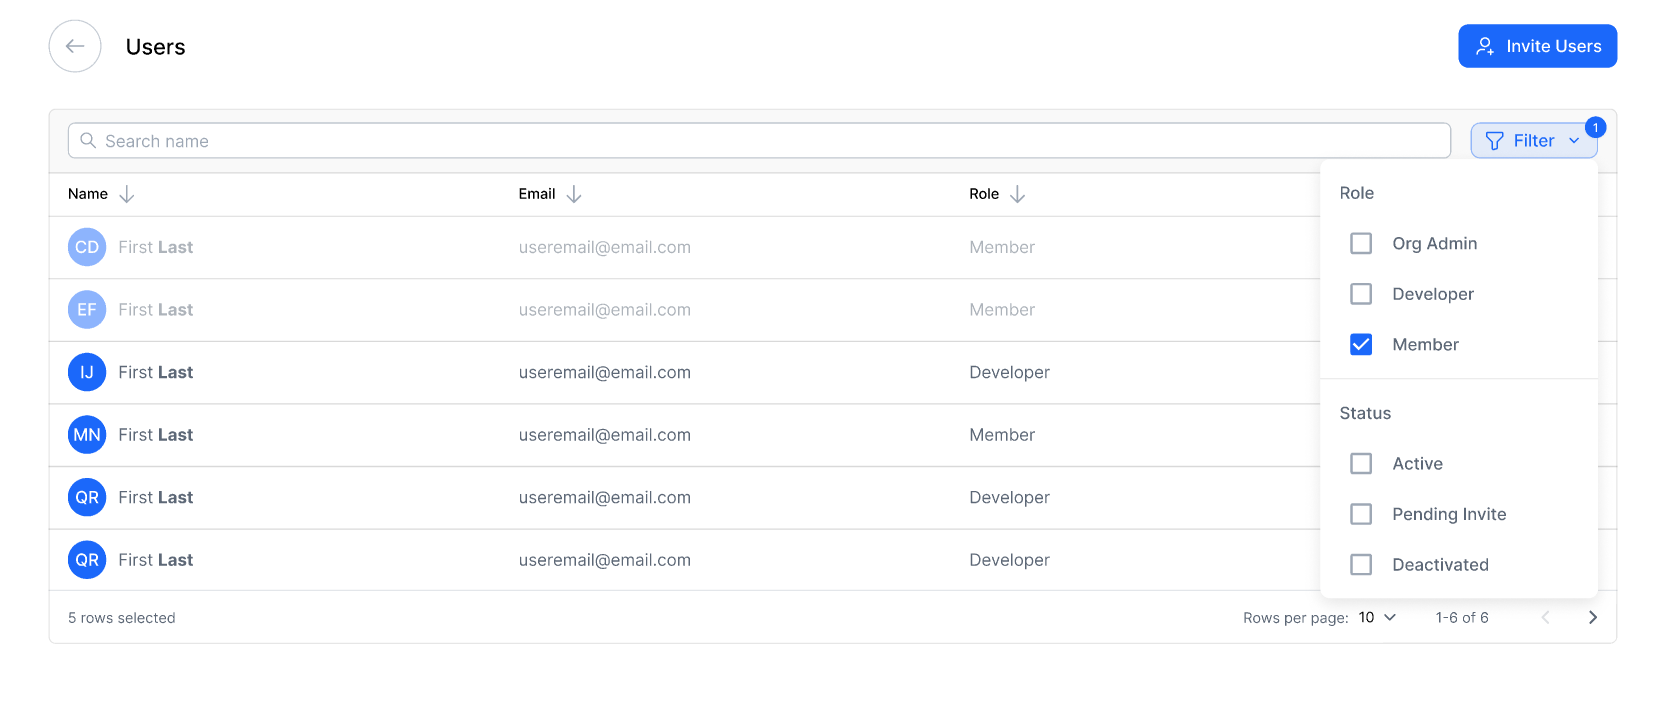 Users
Invite Users
Search name
Filter
1
Name
Email
Role
CD
First Last
useremail@email.com
Member
EF
First Last
useremail@email.com
Member
IJ
First Last
useremail@email.com
Developer
MN
First Last
useremail@email.com
Member
QR
First Last
useremail@email.com
Developer
QR
First Last
useremail@email.com
Developer
Role
Org Admin
Developer
Member
Status
Active
Pending Invite
Deactivated
5 rows selected
Rows per page: 10
1-6 of 6